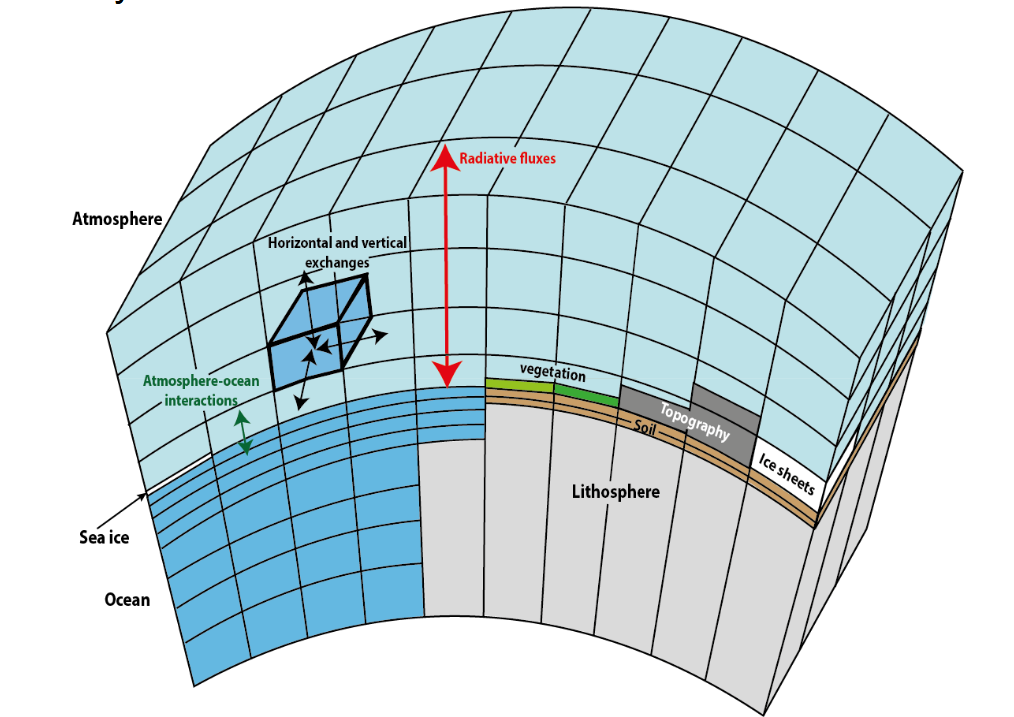 Radiative fluxes
Atmosphere
Horizontal and vertical
exchanges
vegetation
Atmosphere-ocean
interactions
Topography
Soil
Ice sheets
Lithosphere
Sea ice
Ocean